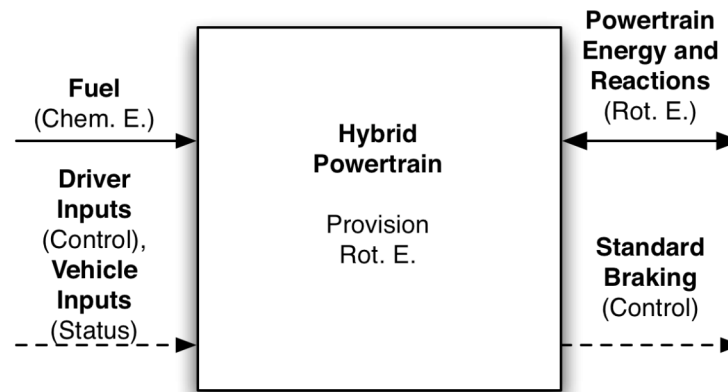 Fuel
(Chem. E.)
Driver
Inputs
(Control),
Vehicle
Inputs
(Status)
Hybrid
Powertrain
Provision
Rot. E.
Powertrain
Energy and
Reactions
(Rot. E.)
Standard
Braking
(Control)